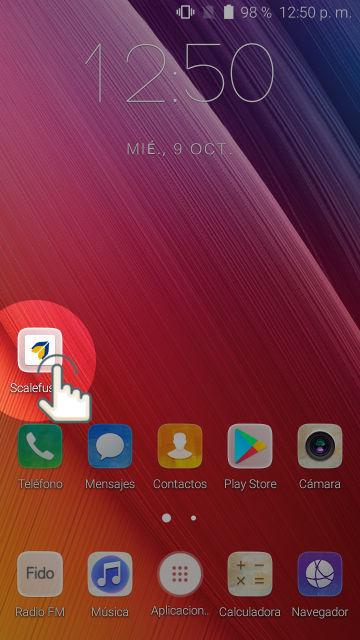 98 % 12:50 p. m.
12:50
MIÉ., 9 OCT.
Scalefus
Teléfono Mensajes Contactos Play Store Cámara
Fido
Radio FM Música Aplicacion.. Calculadora Navegador